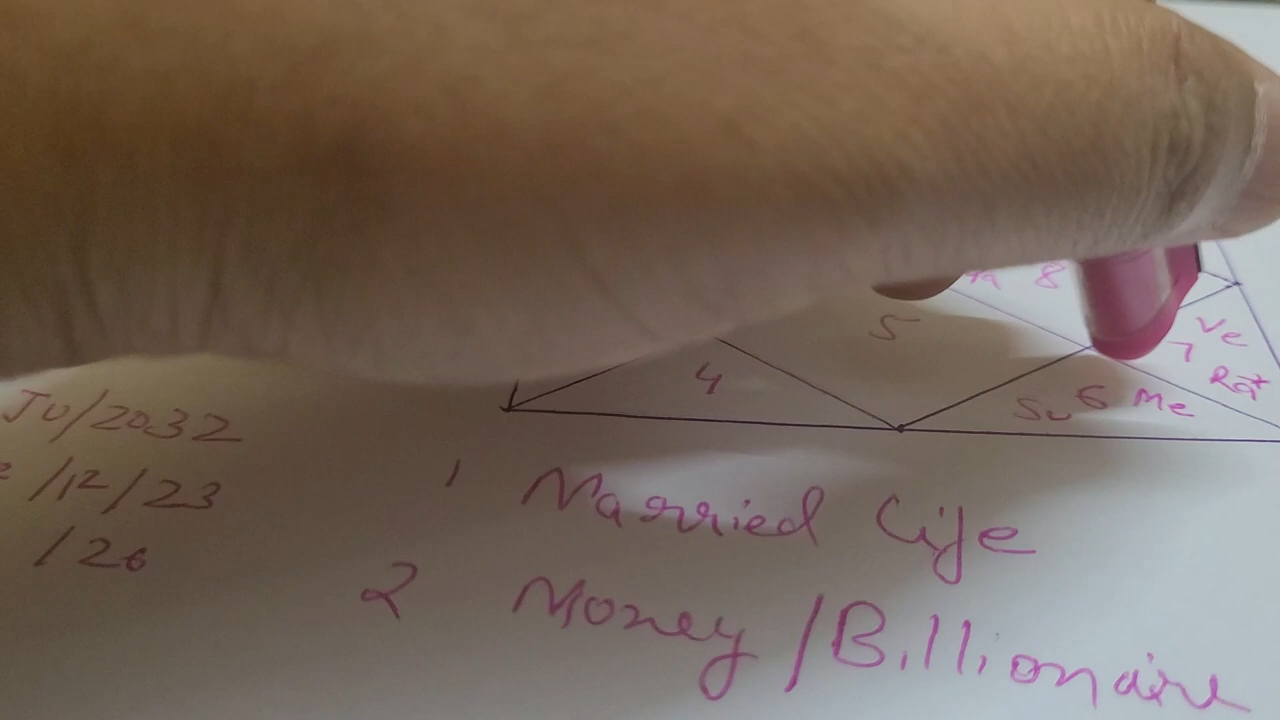 8
5
Ve
7
Ra
4
Su 6 Me
Ju/2032
/12/23
/26
1 Married life
2 Money/Billionaire